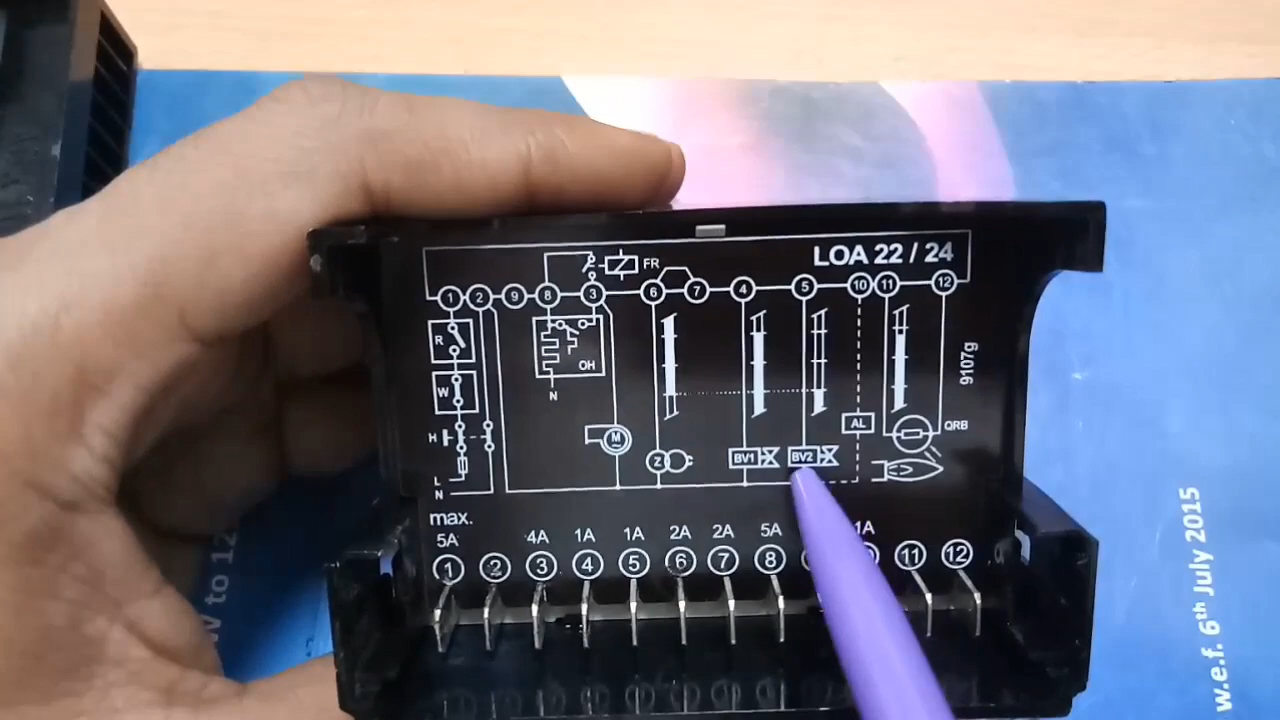 LOA 22 / 24
FR
1 2 9 8 3 6 7 4 5 10 11 12
R
OH
9107g
W
N
AL
QRB
H
M
Z
BV1 BV2
L
N
max.
5A 4A 1A 1A 2A 2A 5A 1A
1 2 3 4 5 6 7 8 11 12
w.e.f. 6th July 2015
to 12